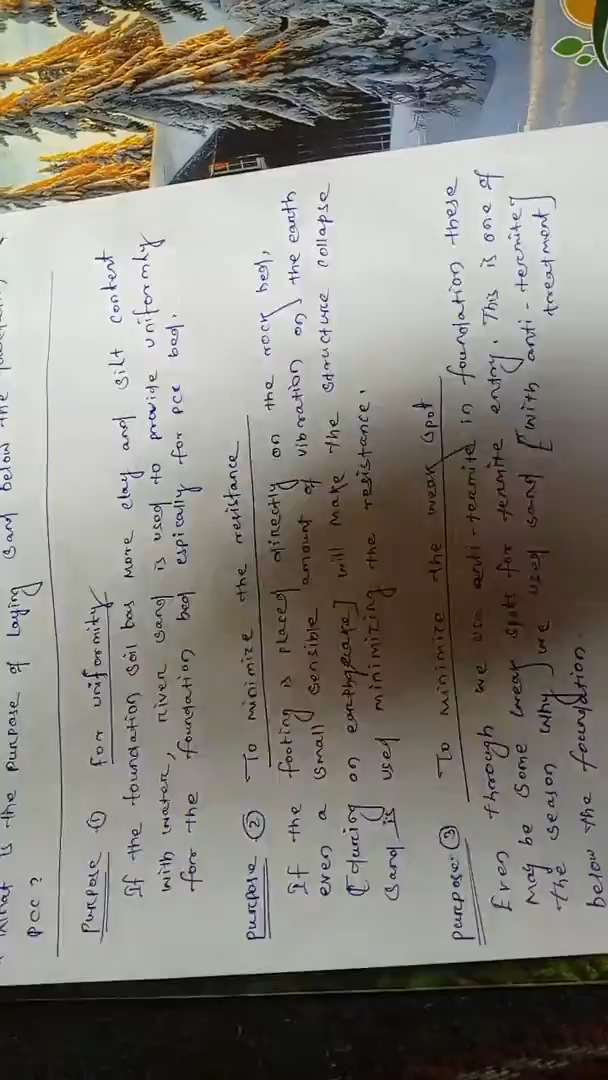 What is the purpose of laying sand below the
PCC ?
Purpose ① For uniformity
If the foundation soil has more clay and silt content
with water, river sand is used to provide uniformly
for the foundation bed espically for PCC bed.
Purpose ② To minimize the resistance
If the footing is placed directly on the rock bed,
even a small sensible amount of vibration on the earth
[during on earthquake] will make the structure collapse
Sand is used minimizing the resistance.
Purpose: ③ To minimize the weak spot
Even through we use anti-termite in foundation these
may be some weak spots for termite entry. This is one of
the season why we used sand [with anti-termite]
treatment]
below the foundation.